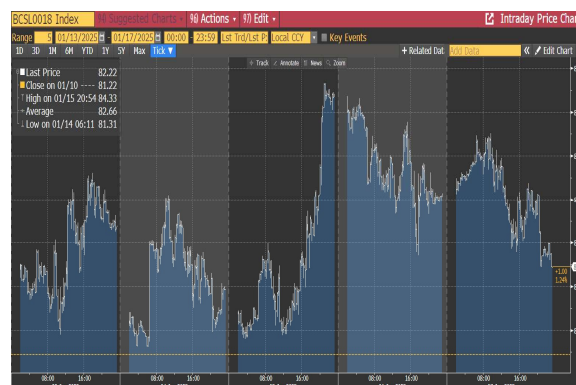 BCSL0018 Index 94) Suggested Charts 96) Actions 97) Edit Intraday Price Char
Range 5 01/13/2025 - 01/17/2025 00:00 - 23:59 Lst Trd/Lst P Local CCY Key Events
1D 3D 1M 6M YTD 1Y 5Y Max Tick ▼ + Related Dat Add Data « Edit Chart
Track Annotate News Zoom
Last Price 82.22
Close on 01/10 ---- 81.22
High on 01/15 20:54 84.33
Average 82.66
Low on 01/14 06:11 81.31
+1.00
1.24%
08:00 16:00 08:00 16:00 08:00 16:00 08:00 16:00 08:00 16:00